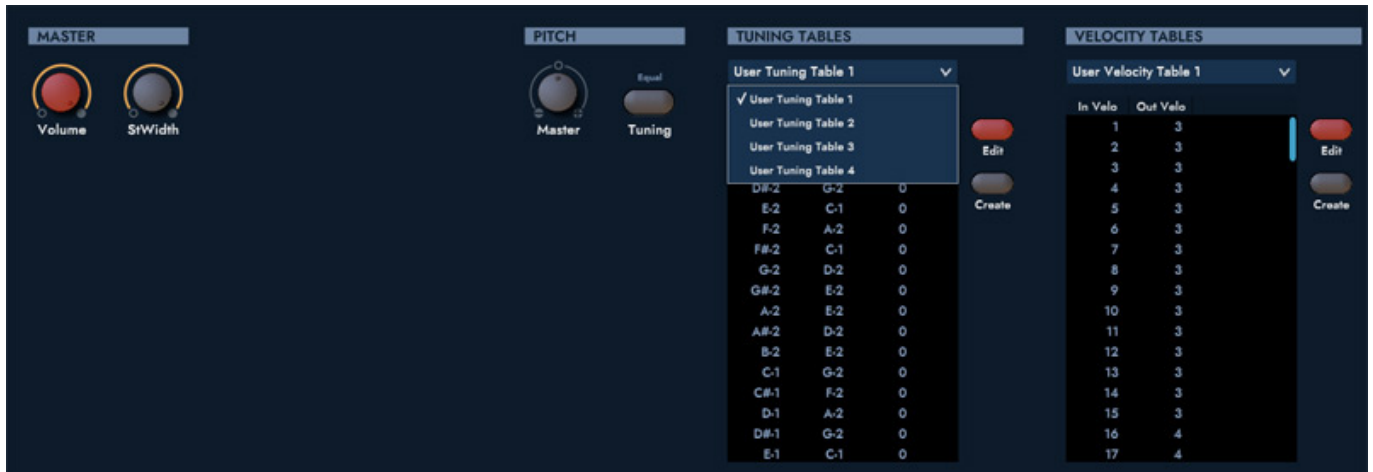 MASTER
Volume
StWidth
PITCH
Master
Equal
Tuning
TUNING TABLES
User Tuning Table 1
✓ User Tuning Table 1
User Tuning Table 2
User Tuning Table 3
User Tuning Table 4
D#-2 G-2 0
E-2 C-1 0
F-2 A-2 0
F#-2 C-1 0
G-2 D-2 0
G#-2 E-2 0
A-2 E-2 0
A#-2 D-2 0
B-2 E-2 0
C-1 G-2 0
C#-1 F-2 0
D-1 A-2 0
D#-1 G-2 0
E-1 C-1 0
Edit
Create
VELOCITY TABLES
User Velocity Table 1
In Velo Out Velo
1 3
2 3
3 3
4 3
5 3
6 3
7 3
8 3
9 3
10 3
11 3
12 3
13 3
14 3
15 3
16 4
17 4
Edit
Create